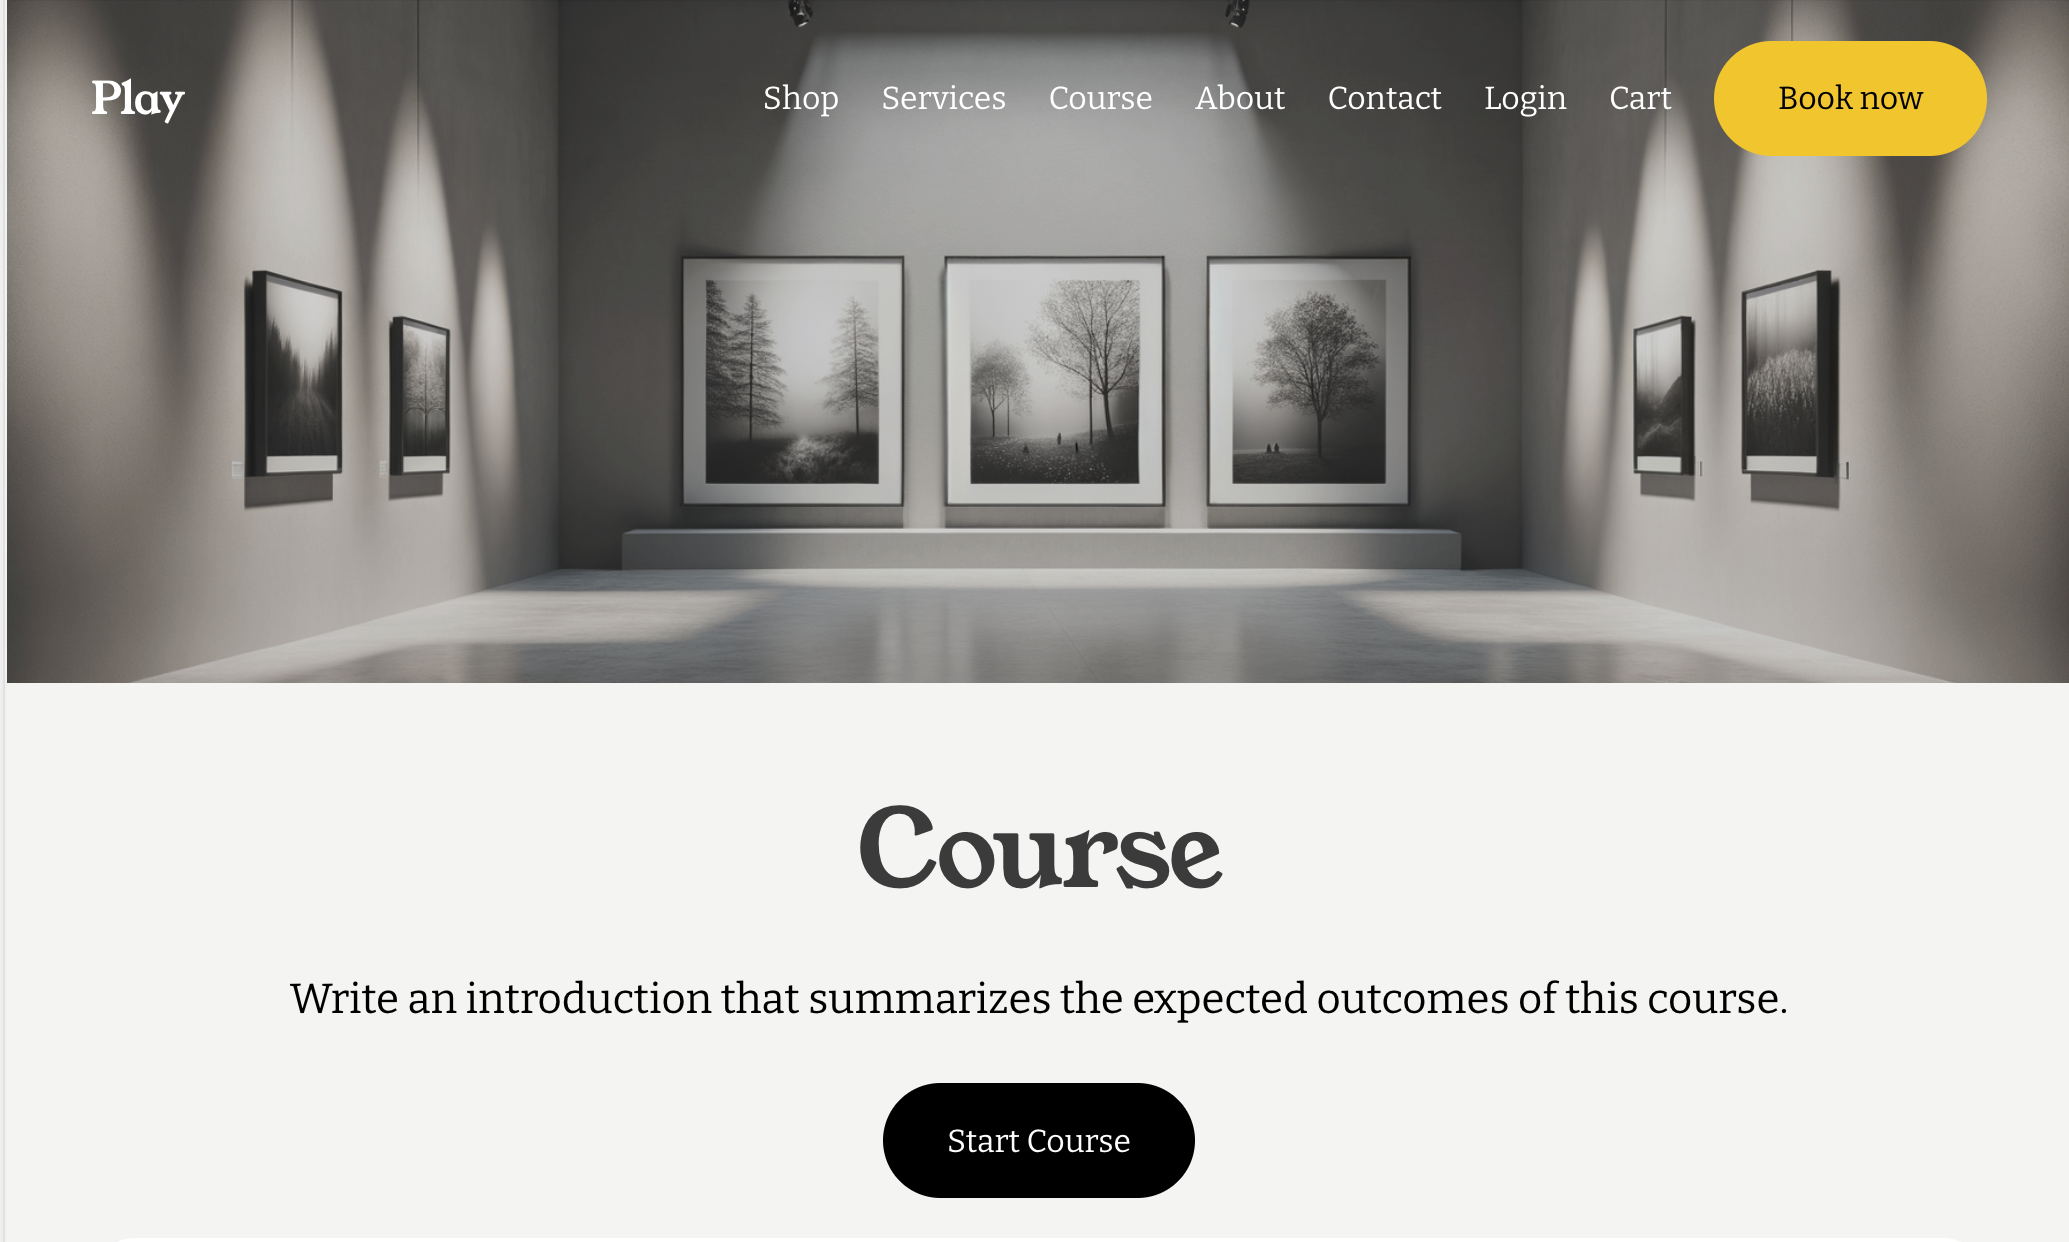 Play
Shop Services Course About Contact Login Cart Book now
Course
Write an introduction that summarizes the expected outcomes of this course.
Start Course